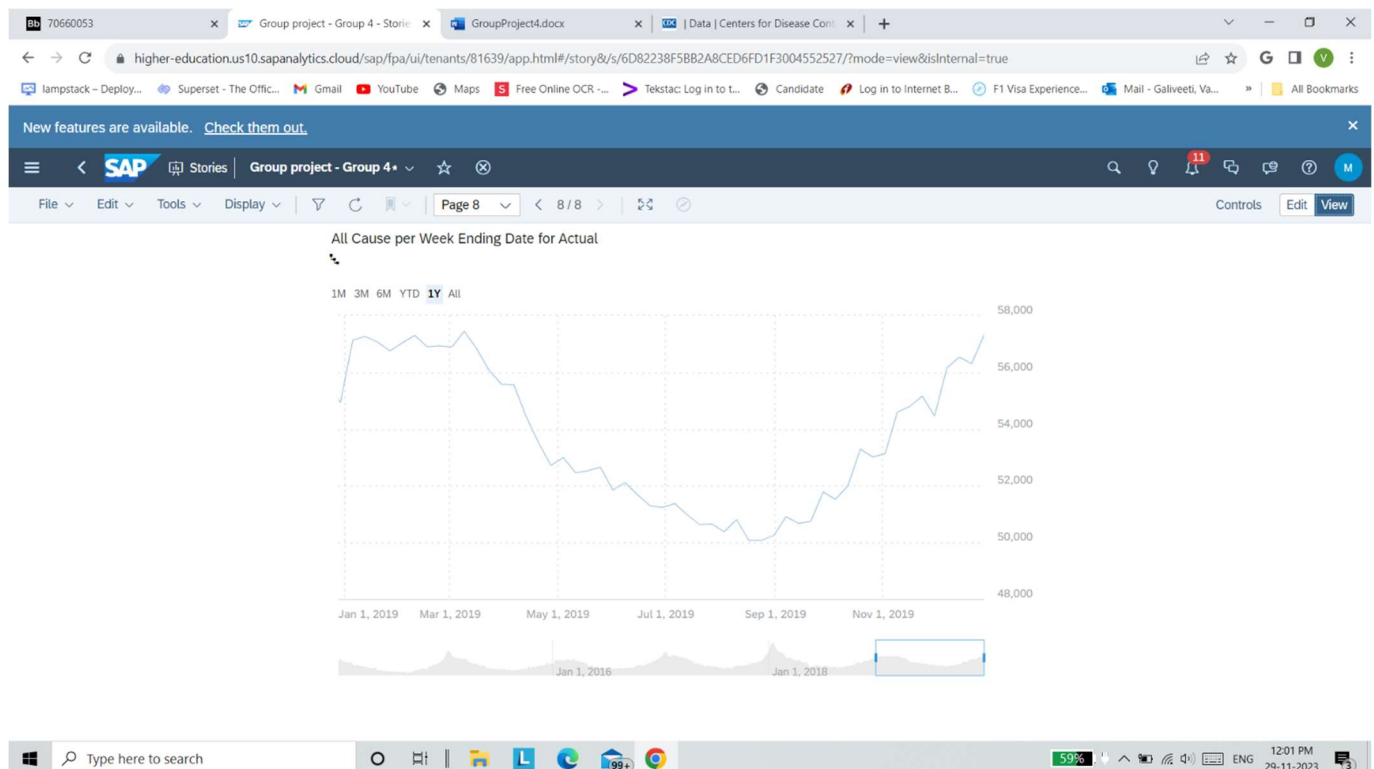 Bb 70660053 Group project - Group 4 - Storie GroupProject4.docx CDC | Data | Centers for Disease Cont
higher-education.us10.sapanalytics.cloud/sap/fpa/ui/tenants/81639/app.html#/story&/s/6D82238F5BB2A8CED6FD1F3004552527/?mode=view&isInternal=true G V
lampstack – Deploy... Superset - The Offic... Gmail YouTube Maps S Free Online OCR -... Tekstac: Log in to t... Candidate Log in to Internet B... F1 Visa Experience... Mail - Galiveeti, Va... » All Bookmarks
New features are available. Check them out.
SAP Stories Group project - Group 4* 11 M
File Edit Tools Display Page 8 8 / 8 Controls Edit View
All Cause per Week Ending Date for Actual
1M 3M 6M YTD 1Y All
58,000
56,000
54,000
52,000
50,000
48,000
Jan 1, 2019 Mar 1, 2019 May 1, 2019 Jul 1, 2019 Sep 1, 2019 Nov 1, 2019
Jan 1, 2016 Jan 1, 2018
Type here to search L 99+ 59% ENG 12:01 PM
29-11-2023 3